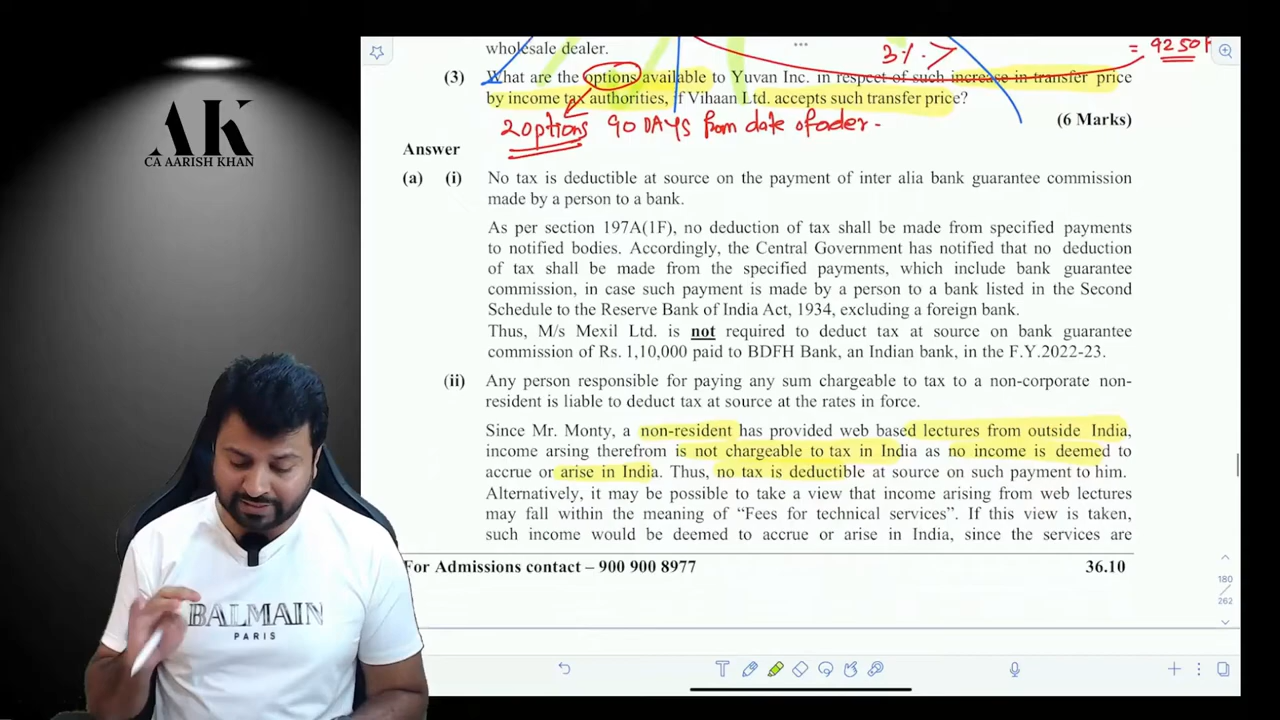 AK
CA AARISH KHAN
BALMAIN
PARIS
wholesale dealer.
3% >
= 9250
(3) What are the options available to Yuvan Inc. in respect of such increase in transfer price
by income tax authorities, if Vihaan Ltd. accepts such transfer price?
(6 Marks)
2 options 90 DAYS from date of oder -
Answer
(a) (i) No tax is deductible at source on the payment of inter alia bank guarantee commission
made by a person to a bank.
As per section 197A(1F), no deduction of tax shall be made from specified payments
to notified bodies. Accordingly, the Central Government has notified that no deduction
of tax shall be made from the specified payments, which include bank guarantee
commission, in case such payment is made by a person to a bank listed in the Second
Schedule to the Reserve Bank of India Act, 1934, excluding a foreign bank.
Thus, M/s Mexil Ltd. is not required to deduct tax at source on bank guarantee
commission of Rs. 1,10,000 paid to BDFH Bank, an Indian bank, in the F.Y.2022-23.
(ii) Any person responsible for paying any sum chargeable to tax to a non-corporate non-
resident is liable to deduct tax at source at the rates in force.
Since Mr. Monty, a non-resident has provided web based lectures from outside India,
income arsing therefrom is not chargeable to tax in India as no income is deemed to
accrue or arise in India. Thus, no tax is deductible at source on such payment to him.
Alternatively, it may be possible to take a view that income arising from web lectures
may fall within the meaning of “Fees for technical services”. If this view is taken,
such income would be deemed to accrue or arise in India, since the services are
For Admissions contact – 900 900 8977
36.10
180
262